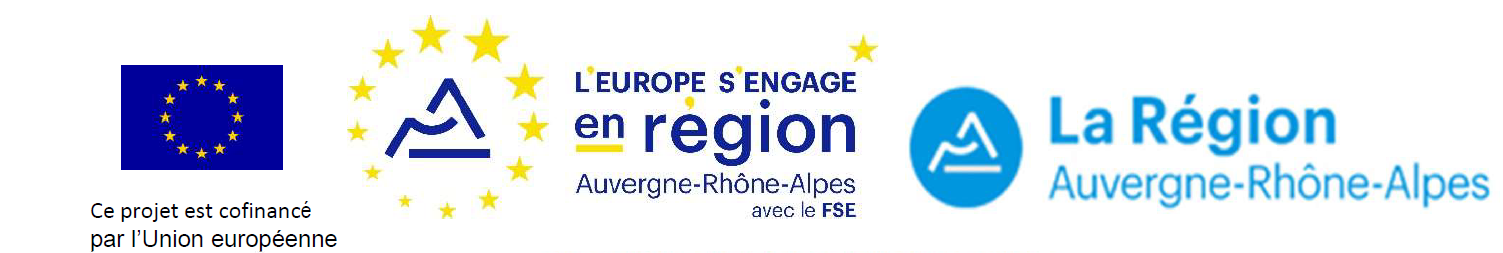 Ce projet est cofinancé
par l'Union européenne
L'EUROPE S'ENGAGE
en région
Auvergne-Rhône-Alpes
avec le FSE
La Région
Auvergne-Rhône-Alpes